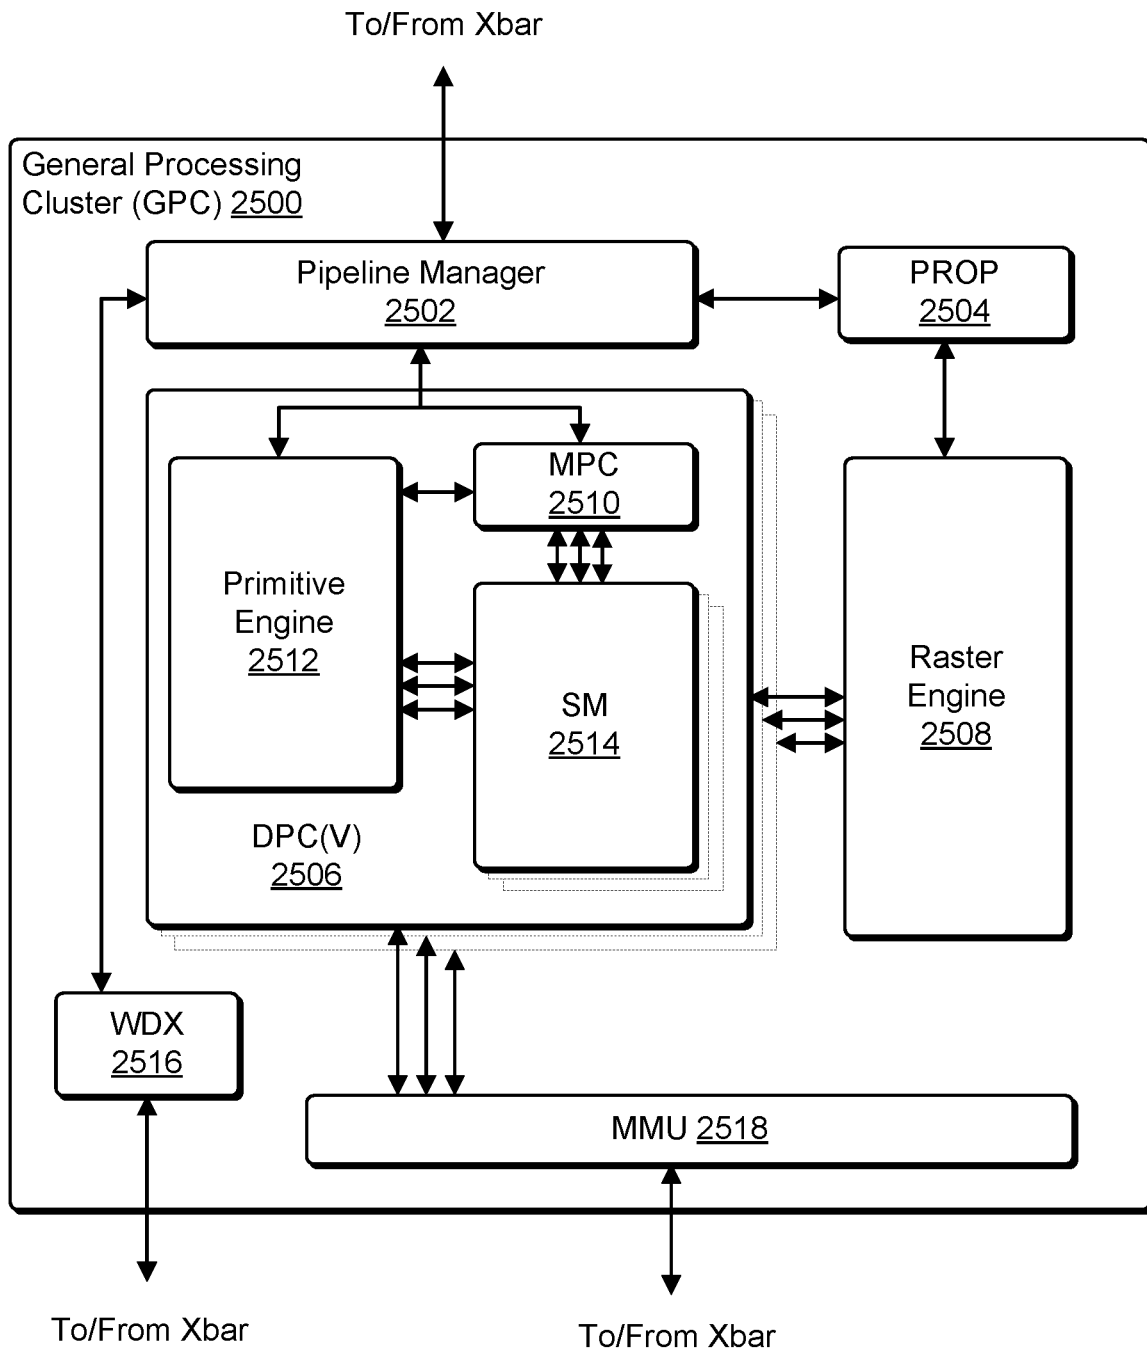 To/From Xbar
General Processing
Cluster (GPC) 2500
Pipeline Manager
2502
PROP
2504
MPC
2510
Primitive
Engine
2512
SM
2514
Raster
Engine
2508
DPC(V)
2506
WDX
2516
MMU 2518
To/From Xbar
To/From Xbar